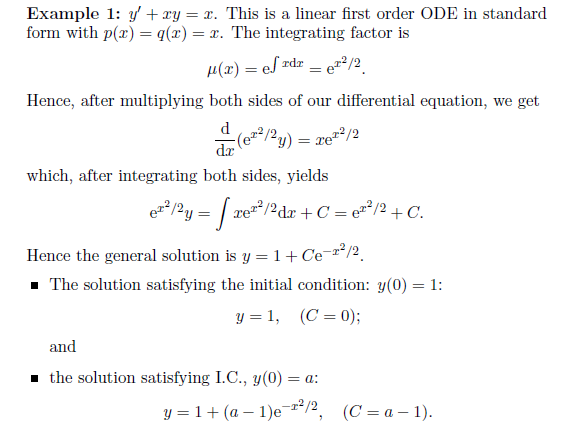 Example 1: y′ + xy = x. This is a linear first order ODE in standard
form with p(x) = q(x) = x. The integrating factor is
μ(x) = e^{∫ xdx} = e^{x²/2}.
Hence, after multiplying both sides of our differential equation, we get
d/dx (e^{x²/2}y) = xe^{x²/2}
which, after integrating both sides, yields
e^{x²/2}y = ∫ xe^{x²/2}dx + C = e^{x²/2} + C.
Hence the general solution is y = 1 + Ce^{−x²/2}.
▪ The solution satisfying the initial condition: y(0) = 1:
y = 1, (C = 0);
and
▪ the solution satisfying I.C., y(0) = a:
y = 1 + (a − 1)e^{−x²/2}, (C = a − 1).